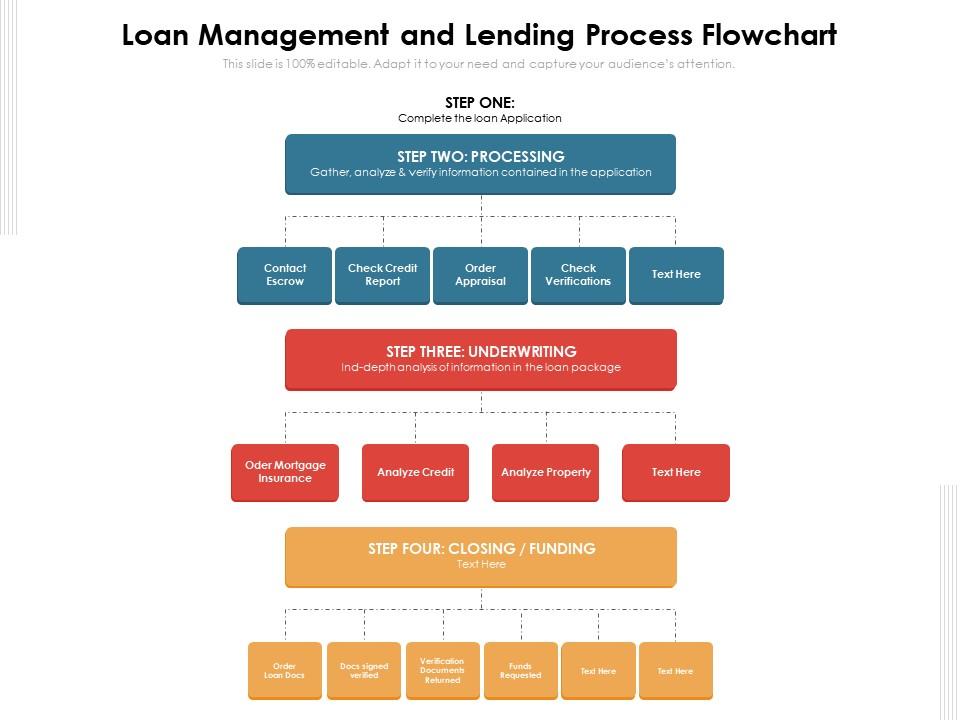 Loan Management and Lending Process Flowchart
This slide is 100% editable. Adapt it to your need and capture your audience's attention.
STEP ONE:
Complete the loan Application
STEP TWO: PROCESSING
Gather, analyze & verify information contained in the application
Contact
Escrow
Check Credit
Report
Order
Appraisal
Check
Verifications
Text Here
STEP THREE: UNDERWRITING
Ind-depth analysis of information in the loan package
Oder Mortgage
Insurance
Analyze Credit
Analyze Property
Text Here
STEP FOUR: CLOSING / FUNDING
Text Here
Order
Loan Docs
Docs signed
verified
Verification
Documents
Returned
Funds
Requested
Text Here
Text Here